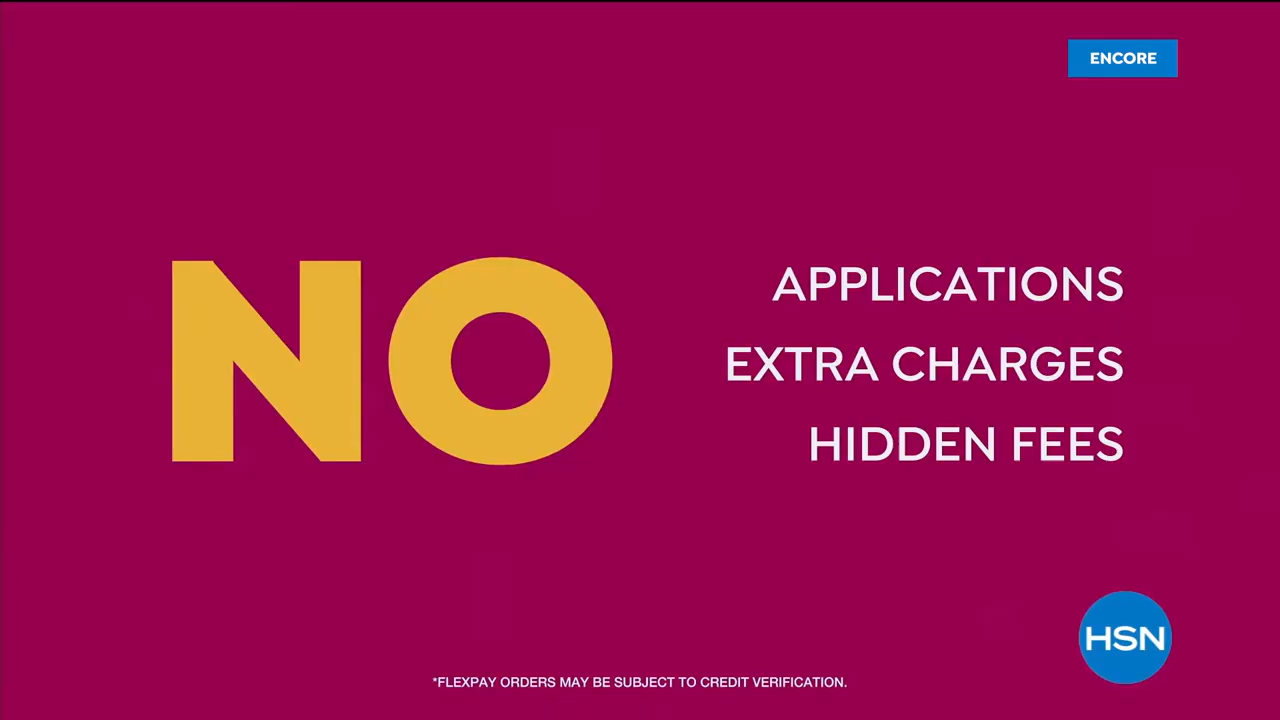 ENCORE
NO
APPLICATIONS
EXTRA CHARGES
HIDDEN FEES
HSN
*FLEXPAY ORDERS MAY BE SUBJECT TO CREDIT VERIFICATION.